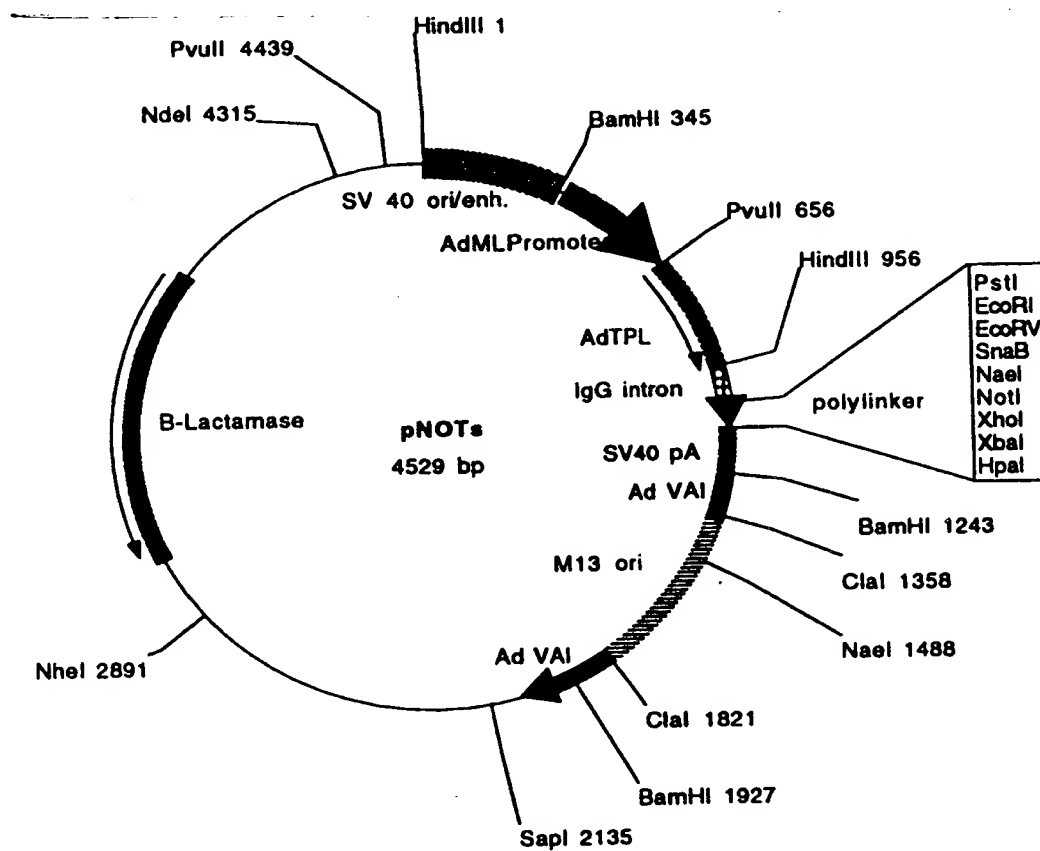 HindIII 1
PvuII 4439
NdeI 4315
BamHI 345
SV 40 ori/enh.
AdMLPromote
PvuII 656
HindIII 956
PstI
EcoRI
EcoRV
SnaB
NaeI
NotI
XhoI
XbaI
HpaI
AdTPL
IgG intron
polylinker
B-Lactamase
pNOTs
4529 bp
SV40 pA
Ad VAI
BamHI 1243
ClaI 1358
M13 ori
NaeI 1488
Ad VAI
NheI 2891
ClaI 1821
BamHI 1927
SapI 2135